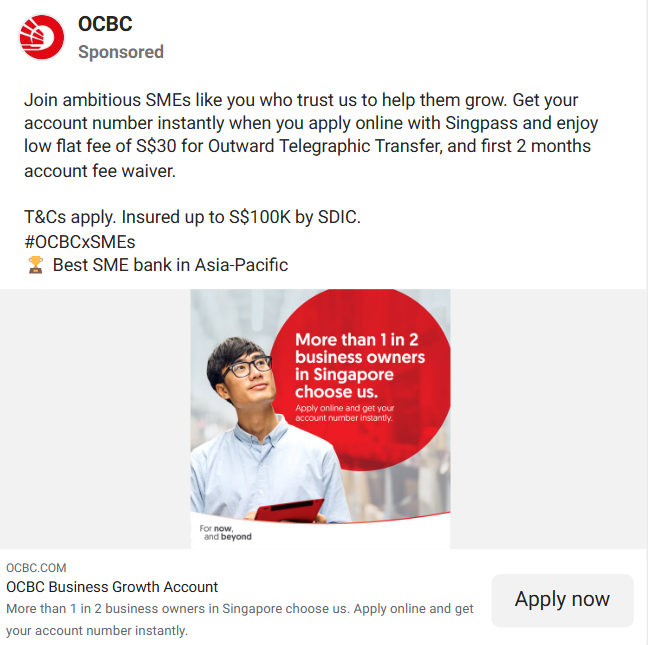 OCBC
Sponsored
Join ambitious SMEs like you who trust us to help them grow. Get your
account number instantly when you apply online with Singpass and enjoy
low flat fee of S$30 for Outward Telegraphic Transfer, and first 2 months
account fee waiver.
T&Cs apply. Insured up to S$100K by SDIC.
#OCBCxSMEs
🏆 Best SME bank in Asia-Pacific
More than 1 in 2
business owners
in Singapore
choose us.
Apply online and get your
account number instantly.
For now,
and beyond
OCBC.COM
OCBC Business Growth Account
More than 1 in 2 business owners in Singapore choose us. Apply online and get
your account number instantly.
Apply now